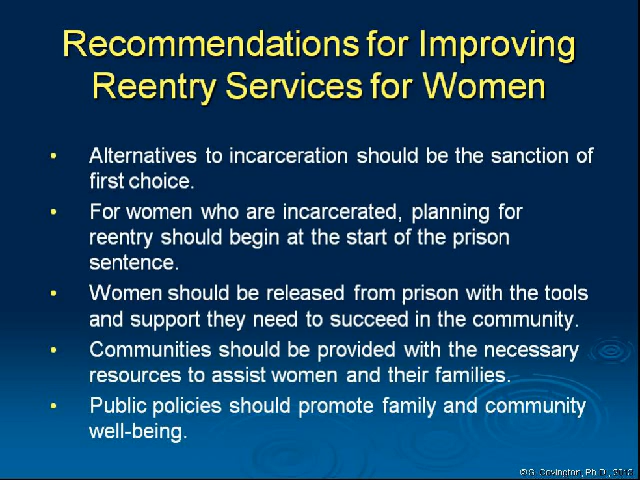 Recommendations for Improving
Reentry Services for Women
• Alternatives to incarceration should be the sanction of
first choice.
• For women who are incarcerated, planning for
reentry should begin at the start of the prison
sentence.
• Women should be released from prison with the tools
and support they need to succeed in the community.
• Communities should be provided with the necessary
resources to assist women and their families.
• Public policies should promote family and community
well-being.
© S. Covington, Ph.D.,